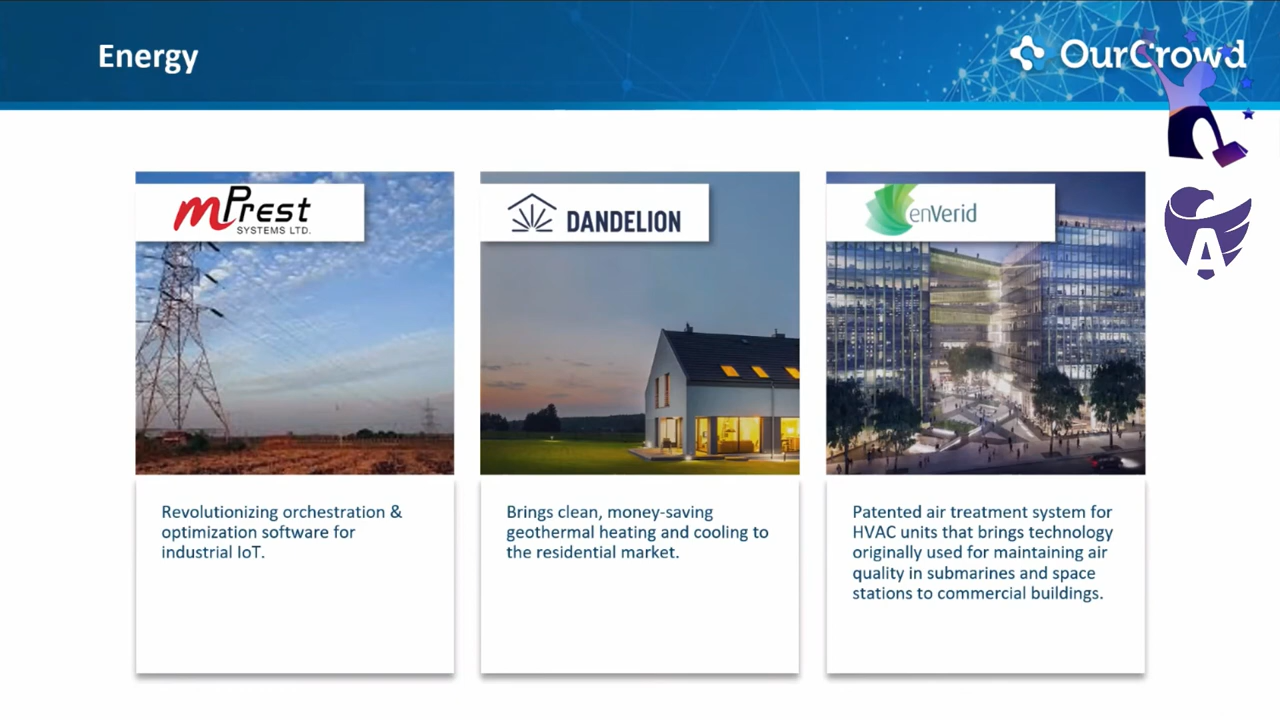 Energy
OurCrowd
mPrest
SYSTEMS LTD.
DANDELION
enVerid
Revolutionizing orchestration &
optimization software for
industrial IoT.
Brings clean, money-saving
geothermal heating and cooling to
the residential market.
Patented air treatment system for
HVAC units that brings technology
originally used for maintaining air
quality in submarines and space
stations to commercial buildings.
A